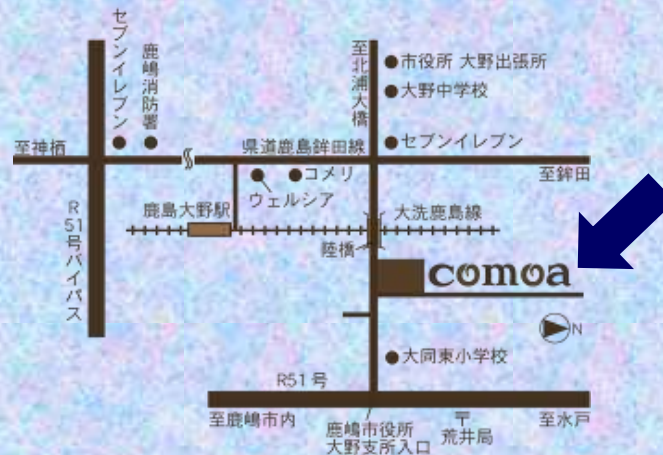 セブンイレブン
鹿嶋消防署
至北浦大橋
市役所 大野出張所
大野中学校
セブンイレブン
至神栖
県道鹿島鉾田線
至鉾田
コメリ
ウェルシア
R51号バイパス
鹿島大野駅
大洗鹿島線
陸橋
comoa
N
大同東小学校
R51号
至鹿嶋市内
鹿嶋市役所
大野支所入口
〒
荒井局
至水戸